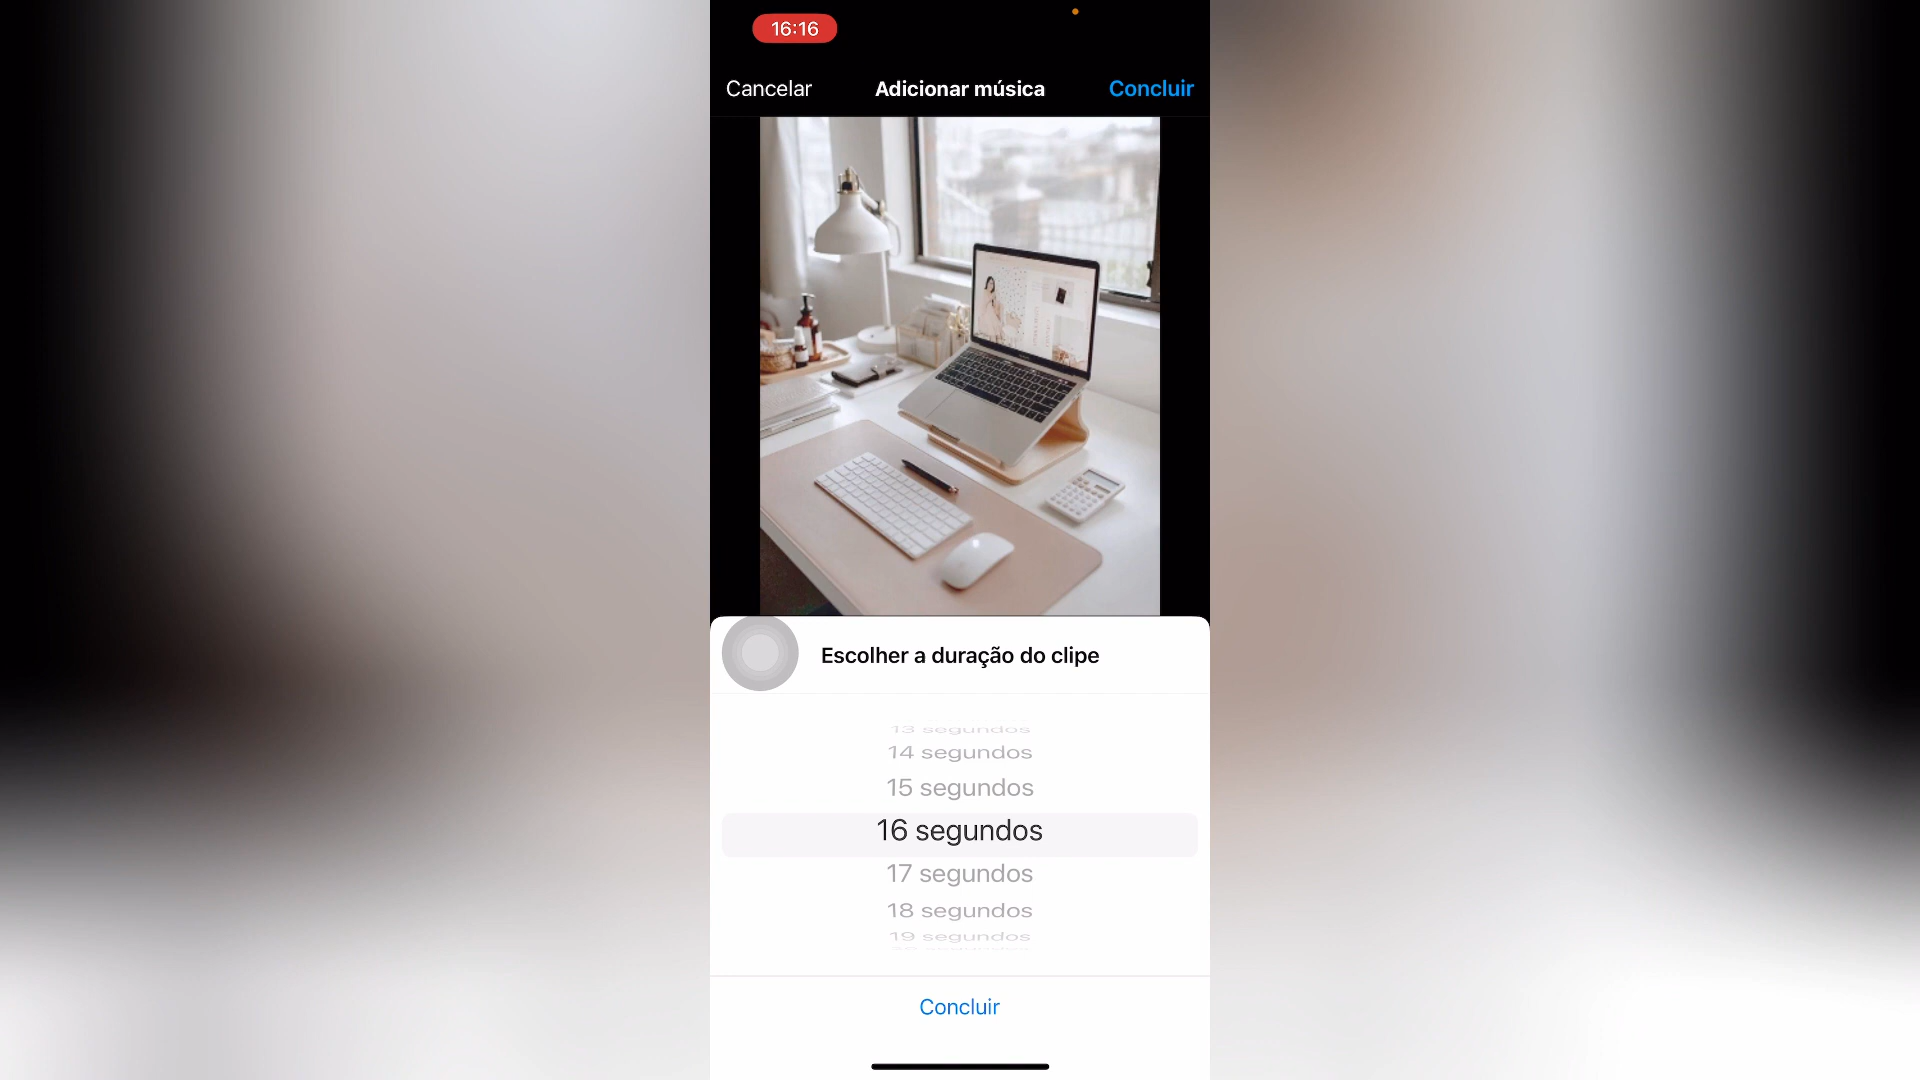 16:16
Cancelar
Adicionar música
Concluir
Escolher a duração do clipe
13 segundos
14 segundos
15 segundos
16 segundos
17 segundos
18 segundos
19 segundos
Concluir